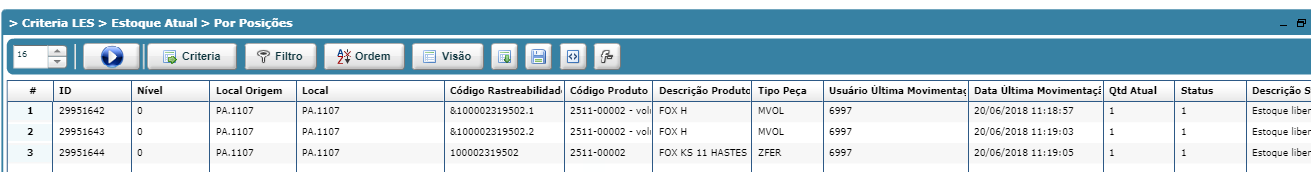 > Criteria LES > Estoque Atual > Por Posições
16 Criteria Filtro Ordem Visão
# ID Nível Local Origem Local Código Rastreabilidad Código Produto Descrição Produto Tipo Peça Usuário Última Movimentaç Data Última Movimentaçã Qtd Atual Status Descrição S
1 29951642 0 PA.1107 PA.1107 &100002319502.1 2511-00002 - vol FOX H MVOL 6997 20/06/2018 11:18:57 1 1 Estoque liber
2 29951643 0 PA.1107 PA.1107 &100002319502.2 2511-00002 - vol FOX H MVOL 6997 20/06/2018 11:19:03 1 1 Estoque liber
3 29951644 0 PA.1107 PA.1107 100002319502 2511-00002 FOX KS 11 HASTES ZFER 6997 20/06/2018 11:19:05 1 1 Estoque liber